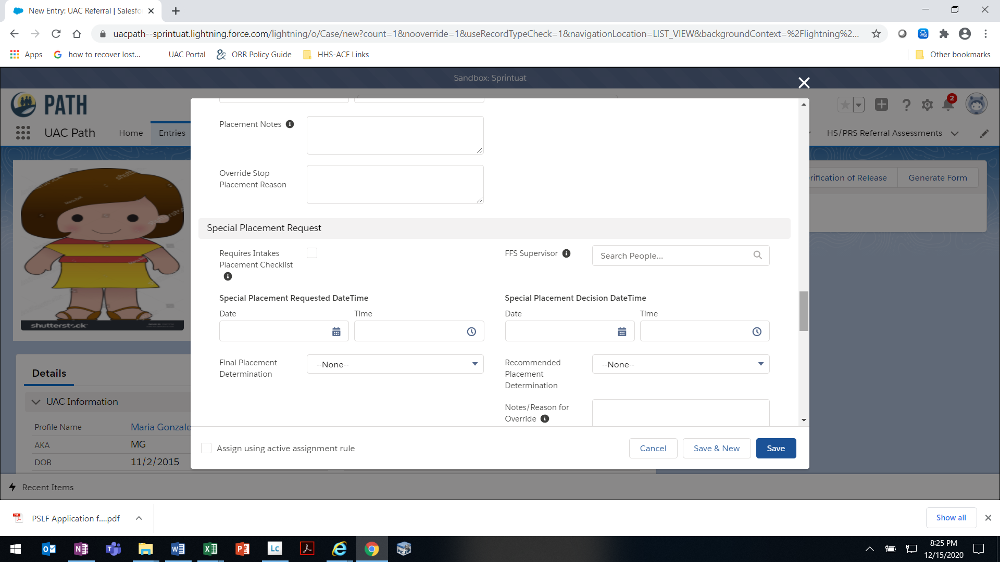 New Entry: UAC Referral | Salesfo
uacpath--sprintuat.lightning.force.com/lightning/o/Case/new?count=1&nooverride=1&useRecordTypeCheck=1&navigationLocation=LIST_VIEW&backgroundContext=%2Flightning%2...
Apps
how to recover lost...
UAC Portal
ORR Policy Guide
HHS-ACF Links
Other bookmarks
Sandbox: Sprintuat
PATH
2
UAC Path
Home
Entries
HS/PRS Referral Assessments
Placement Notes
Override Stop
Placement Reason
rification of Release
Generate Form
Special Placement Request
Requires Intakes
Placement Checklist
FFS Supervisor
Search People...
Special Placement Requested DateTime
Date
Time
Special Placement Decision DateTime
Date
Time
Final Placement
Determination
--None--
Recommended
Placement
Determination
--None--
Notes/Reason for
Override
shutterstock
Details
UAC Information
Profile Name
Maria Gonzale
AKA
MG
DOB
11/2/2015
Assign using active assignment rule
Cancel
Save & New
Save
Recent Items
PSLF Application f....pdf
Show all
Lc
8:25 PM
12/15/2020